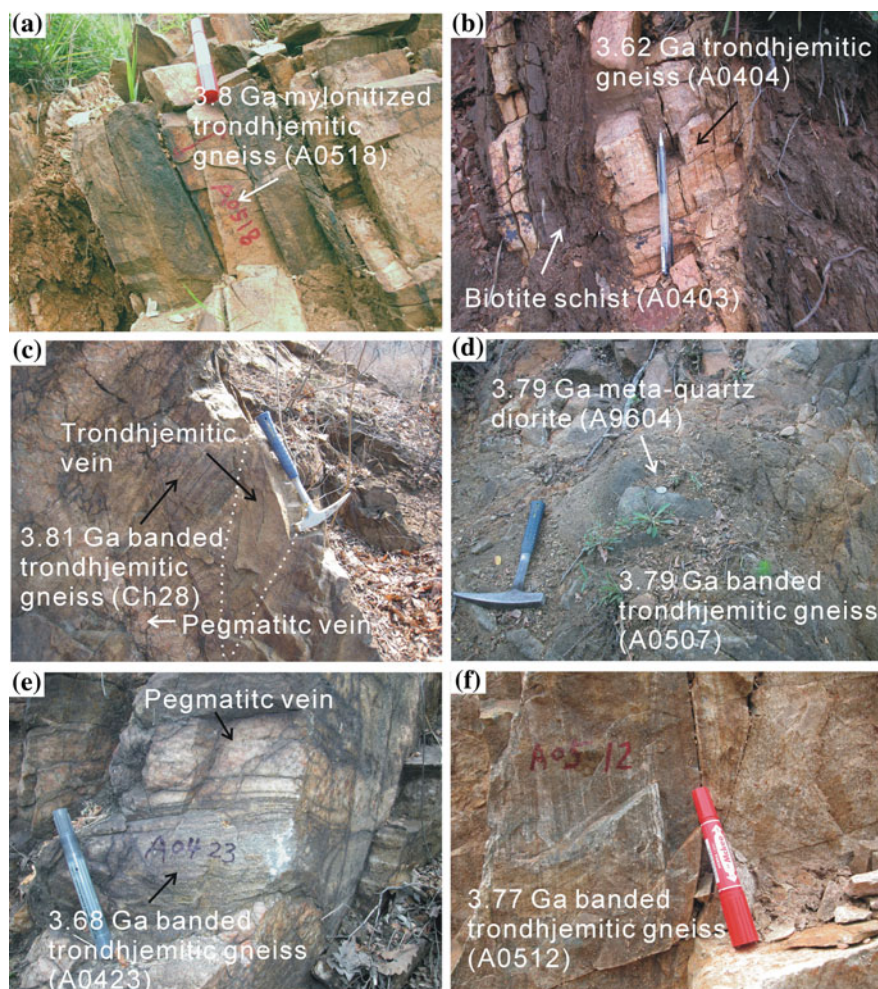 (a)
3.8 Ga mylonitized
trondhjemitic
gneiss (A0518)
A0518
(b)
3.62 Ga trondhjemitic
gneiss (A0404)
Biotite schist (A0403)
(c)
Trondhjemitic
vein
3.81 Ga banded
trondhjemitic
gneiss (Ch28)
Pegmatitc vein
(d)
3.79 Ga meta-quartz
diorite (A9604)
3.79 Ga banded
trondhjemitic gneiss
(A0507)
(e)
Pegmatitc vein
A0423
3.68 Ga banded
trondhjemitic gneiss
(A0423)
(f)
A0512
3.77 Ga banded
trondhjemitic gneiss
(A0512)